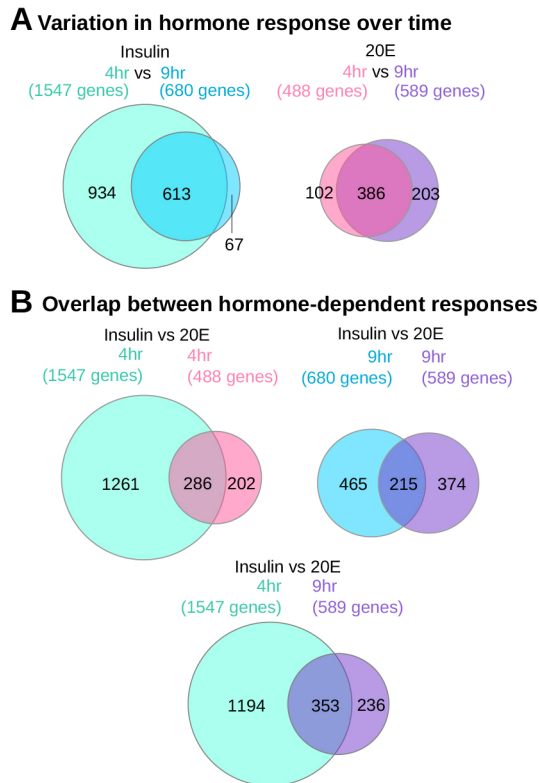 A Variation in hormone response over time
Insulin
4hr vs 9hr
(1547 genes) (680 genes)
20E
4hr vs 9hr
(488 genes) (589 genes)
934 613
67
102 386 203
B Overlap between hormone-dependent responses
Insulin vs 20E
4hr 4hr
(1547 genes) (488 genes)
Insulin vs 20E
9hr 9hr
(680 genes) (589 genes)
1261 286 202
465 215 374
Insulin vs 20E
4hr 9hr
(1547 genes) (589 genes)
1194 353 236